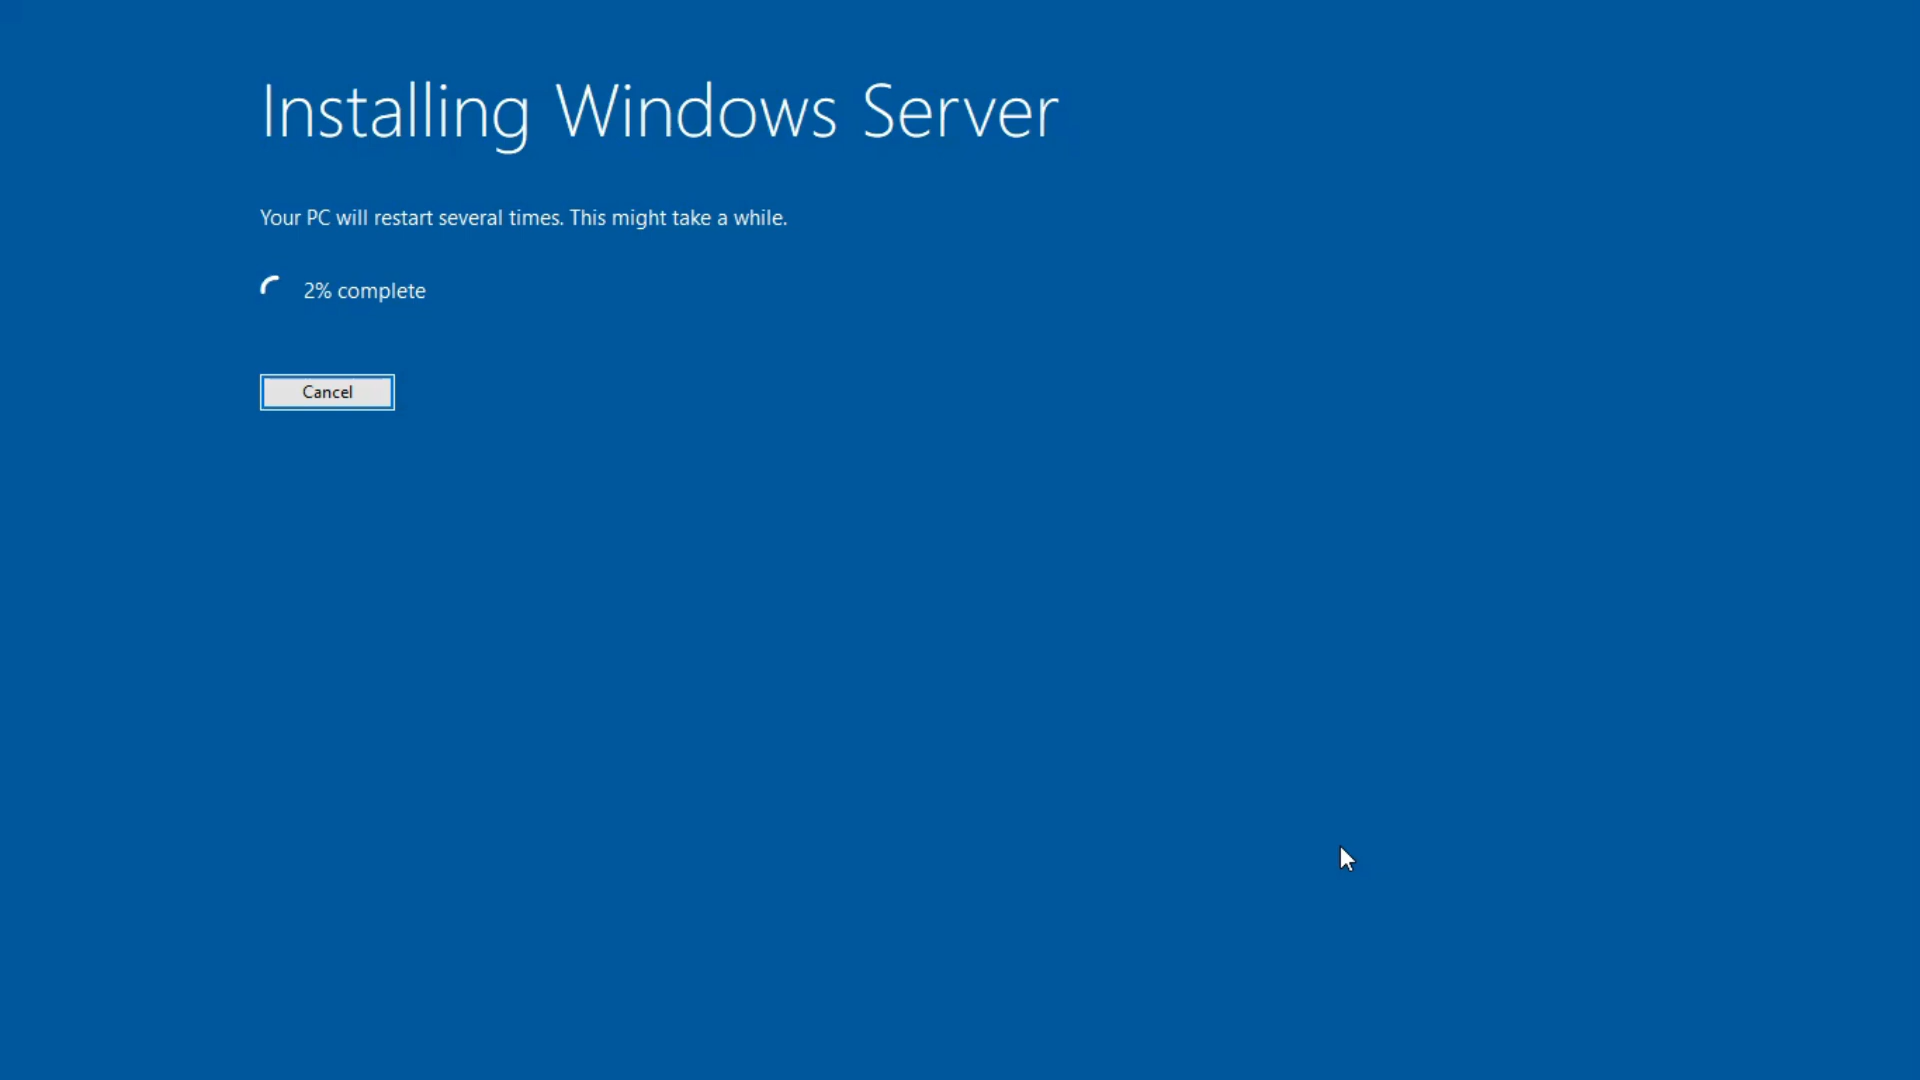 Installing Windows Server
Your PC will restart several times. This might take a while.
2% complete
Cancel